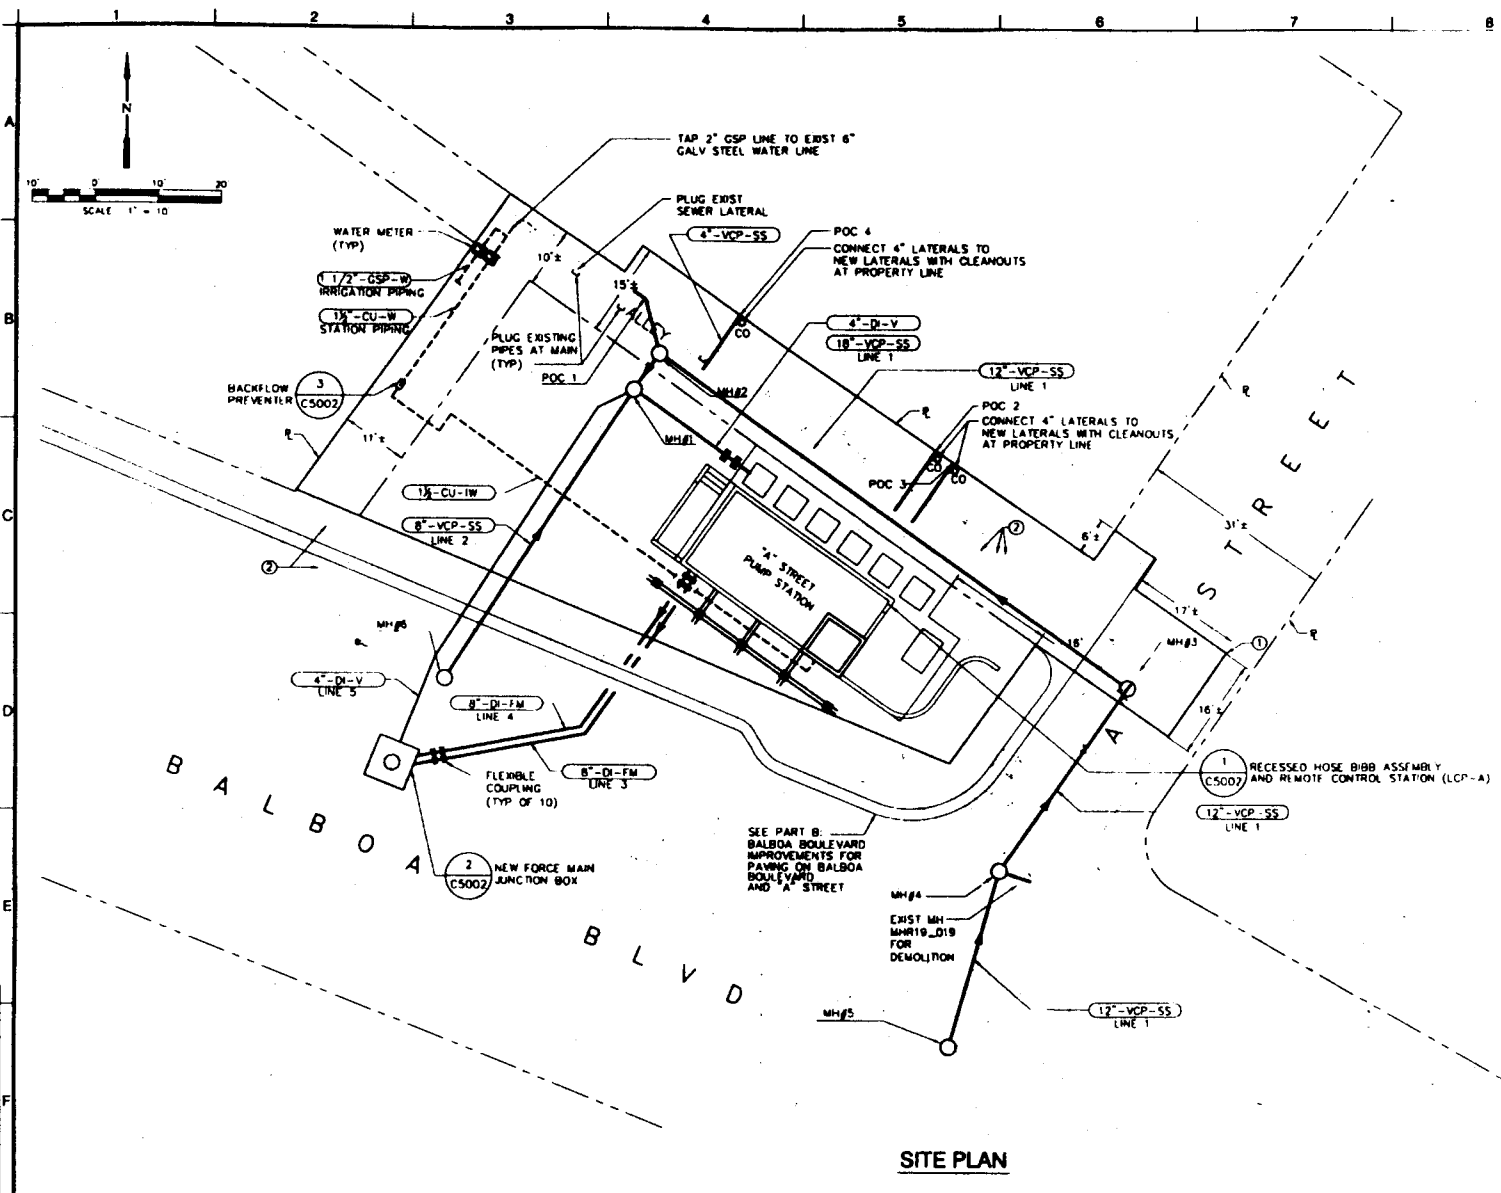 1 2 3 4 5 6 7 8
A
B
C
D
E
F
N
10' 0' 10' 20'
SCALE 1" = 10'
TAP 2" GSP LINE TO EXIST 6"
GALV STEEL WATER LINE
PLUG EXIST
SEWER LATERAL
4"-VCP-SS
POC 4
CONNECT 4" LATERALS TO
NEW LATERALS WITH CLEANOUTS
AT PROPERTY LINE
WATER METER
(TYP)
1 1/2"-GSP-W
IRRIGATION PIPING
1½"-CU-W
STATION PIPING
10'±
15'±
ALLEY
CO
PLUG EXISTING
PIPES AT MAIN
(TYP)
POC 1
4"-DI-V
18"-VCP-SS
LINE 1
12"-VCP-SS
LINE 1
BACKFLOW
PREVENTER
3
C5002
MH#2
MH#1
POC 2
CONNECT 4" LATERALS TO
NEW LATERALS WITH CLEANOUTS
AT PROPERTY LINE
CO
CO
POC 3
11'±
1½-CU-IW
8"-VCP-SS
LINE 2
2
2
6'±
31'±
17'±
16'±
16'
"A" STREET
PUMP STATION
MH#6
MH#3
1
4"-DI-V
LINE 5
8"-DI-FM
LINE 4
8"-DI-FM
LINE 3
FLEXIBLE
COUPLING
(TYP OF 10)
A STREET
1
C5002
RECESSED HOSE BIBB ASSEMBLY
AND REMOTE CONTROL STATION (LCP-A)
12"-VCP-SS
LINE 1
SEE PART B:
BALBOA BOULEVARD
IMPROVEMENTS FOR
PAVING ON BALBOA
BOULEVARD
AND "A" STREET
2
C5002
NEW FORCE MAIN
JUNCTION BOX
BALBOA BLVD
MH#4
EXIST MH
MHR19_019
FOR
DEMOLITION
MH#5
12"-VCP-SS
LINE 1
SITE PLAN